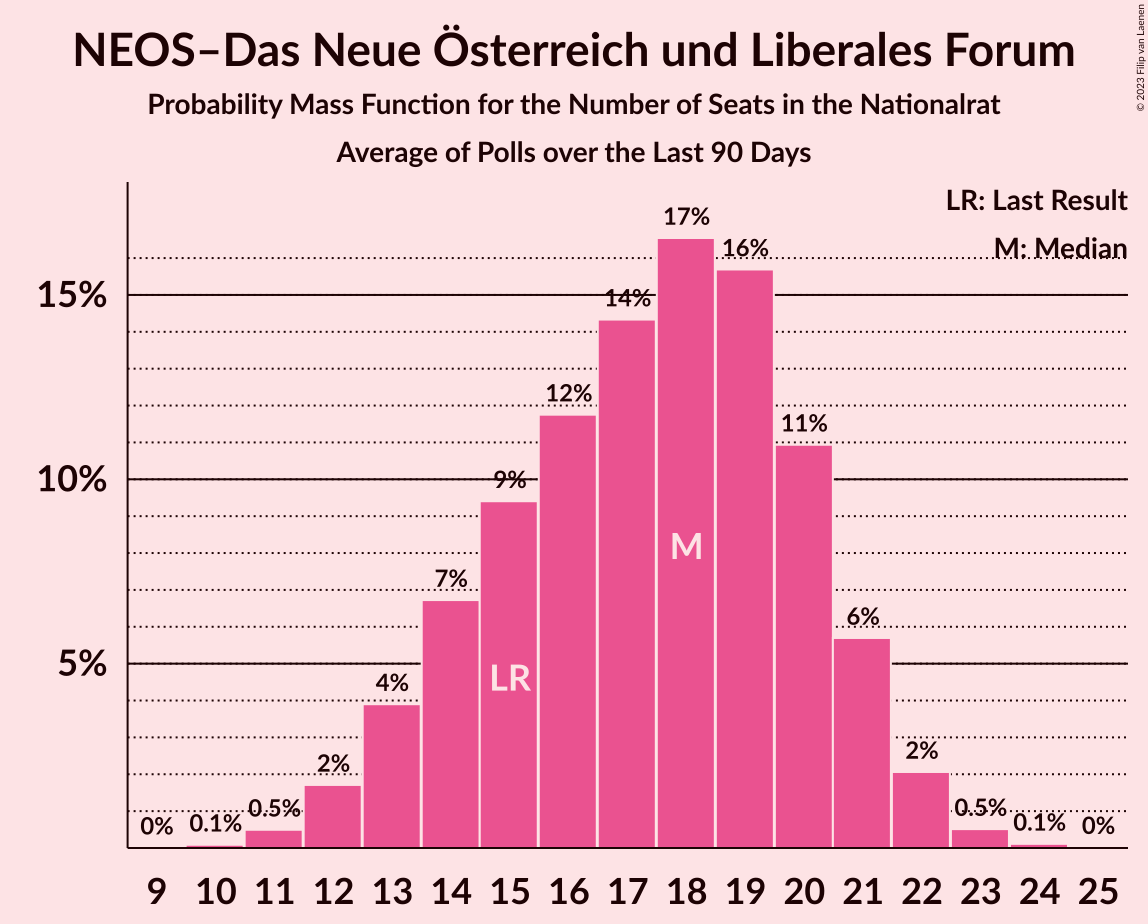 NEOS–Das Neue Österreich und Liberales Forum
Probability Mass Function for the Number of Seats in the Nationalrat
Average of Polls over the Last 90 Days
© 2023 Filip van Laenen
LR: Last Result
M: Median
15%
10%
5%
0%
0.1%
0.5%
2%
4%
7%
9%
12%
14%
17%
16%
11%
6%
2%
0.5%
0.1%
0%
LR
M
9 10 11 12 13 14 15 16 17 18 19 20 21 22 23 24 25